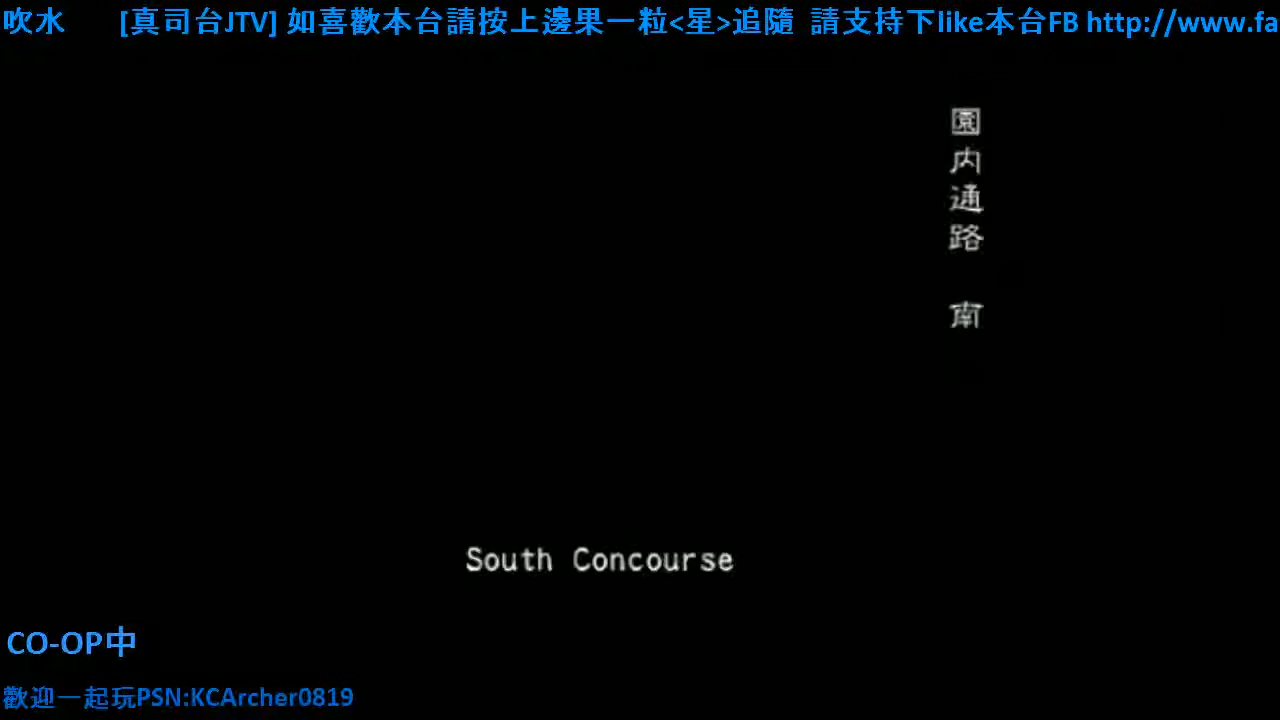 吹水 [真司台JTV] 如喜歡本台請按上邊果一粒<星>追隨 請支持下like本台FB http://www.fa
園内通路 南
South Concourse
CO-OP中
歡迎一起玩PSN:KCArcher0819